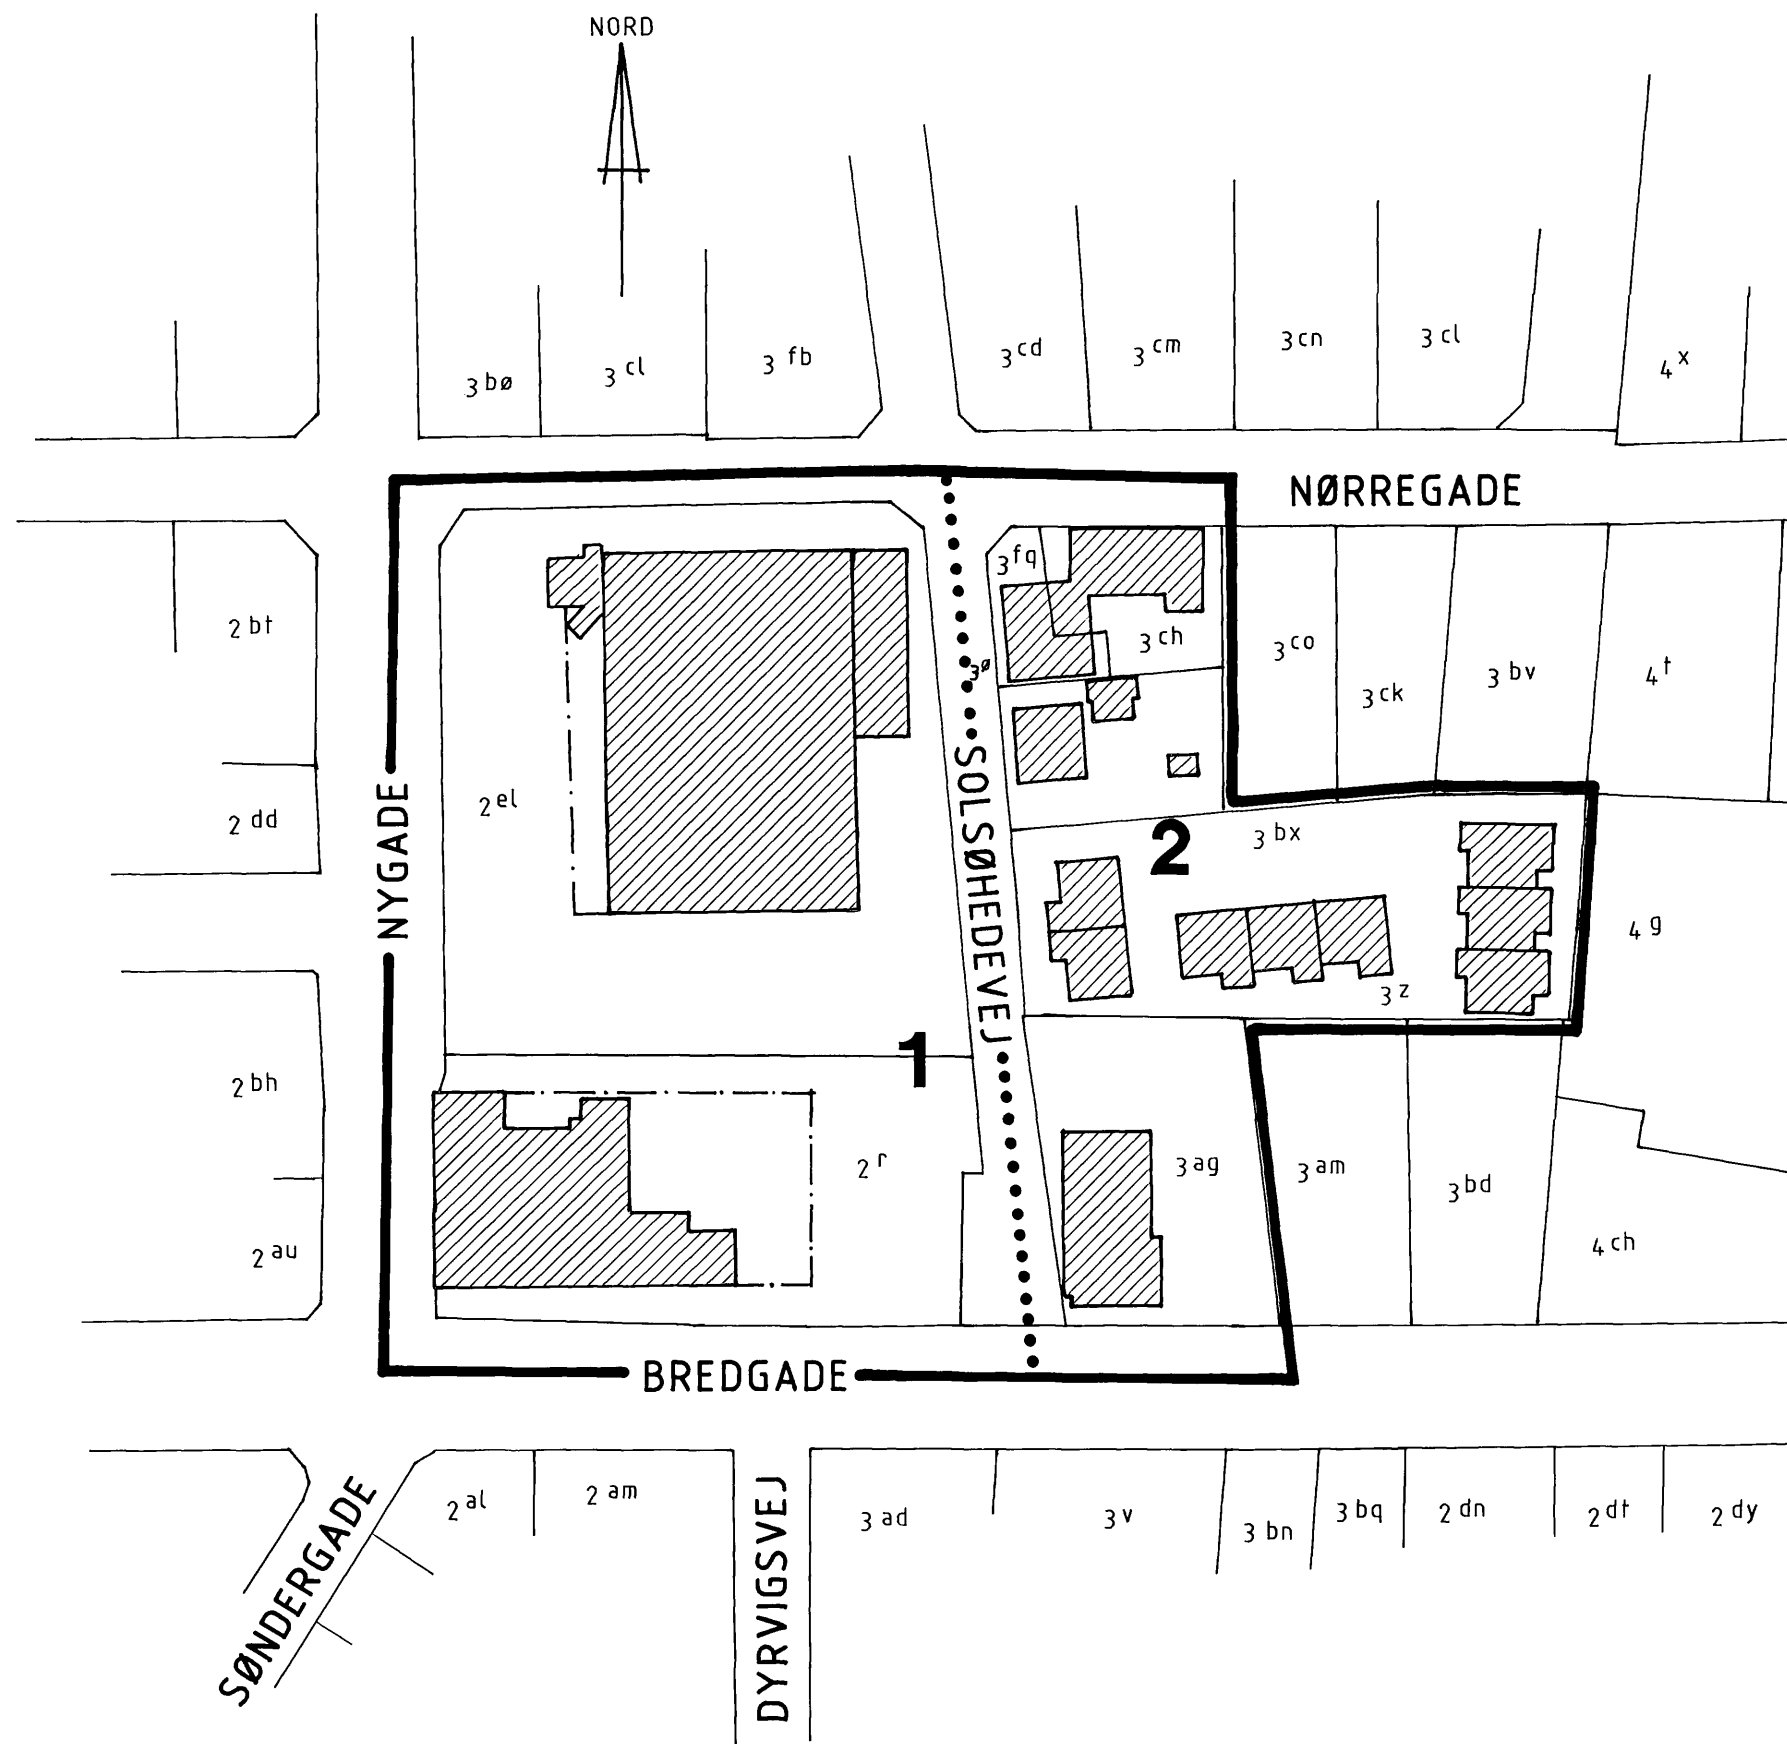 NORD
3 bø
3 cl
3 fb
3 cd
3 cm
3 cn
3 cl
4 x
NØRREGADE
3 fq
3 ch
3 ø
2 bt
3 co
3 ck
3 bv
4 t
2 dd
NYGADE
2 el
SOLSØHEDEVEJ
2
3 bx
4 g
3 z
1
2 bh
2 r
3 ag
3 am
3 bd
2 au
4 ch
BREDGADE
SØNDERGADE
2 al
2 am
DYRVIGSVEJ
3 ad
3 v
3 bn
3 bq
2 dn
2 dt
2 dy